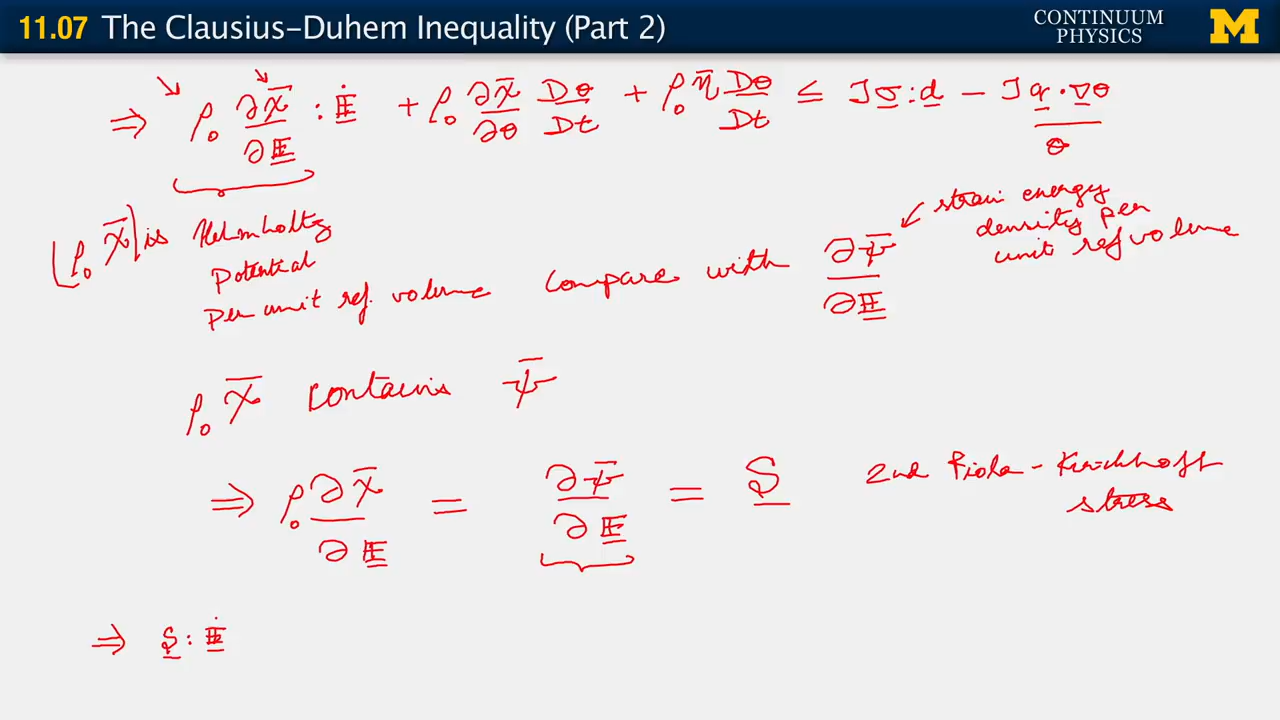 11.07 The Clausius–Duhem Inequality (Part 2)
CONTINUUM
PHYSICS
M
⇒ ρ₀ ∂χ̄/∂𝔼 : 𝔼̇ + ρ₀ ∂χ̄/∂θ Dθ/Dt + ρ₀ η̄ Dθ/Dt ≤ Jσ:d − Jq·∇θ/θ
(ρ₀ χ̄) is Helmholtz
Potential
per unit ref. volume
compare with ∂ψ̄/∂𝔼
strain energy
density per
unit ref volume
ρ₀ χ̄ contains ψ̄
⇒ ρ₀ ∂χ̄/∂𝔼 = ∂ψ̄/∂𝔼 = S 2nd Piola-Kirchhoff
stress
⇒ S : 𝔼̇